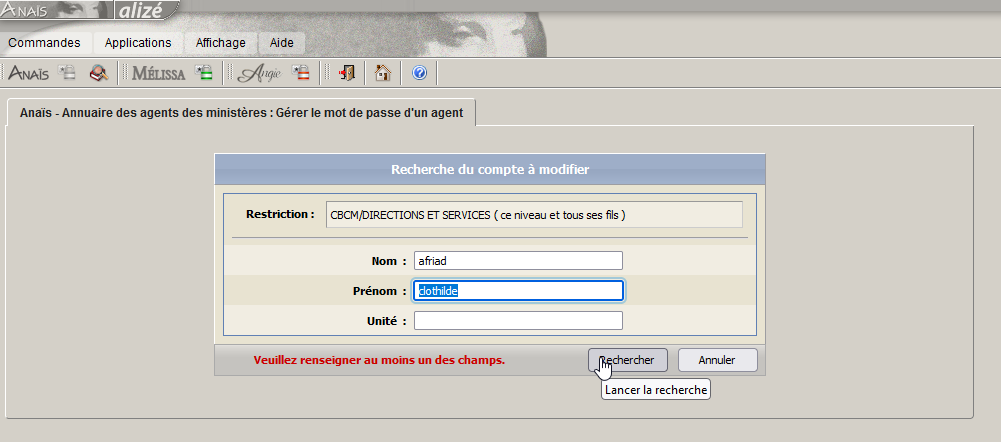 ANAÏS alizé
Commandes Applications Affichage Aide
ANAÏS MÉLISSA Angie
Anaïs - Annuaire des agents des ministères : Gérer le mot de passe d'un agent
Recherche du compte à modifier
Restriction : CBCM/DIRECTIONS ET SERVICES ( ce niveau et tous ses fils )
Nom : afriad
Prénom : clothilde
Unité :
Veuillez renseigner au moins un des champs. Rechercher Annuler
Lancer la recherche